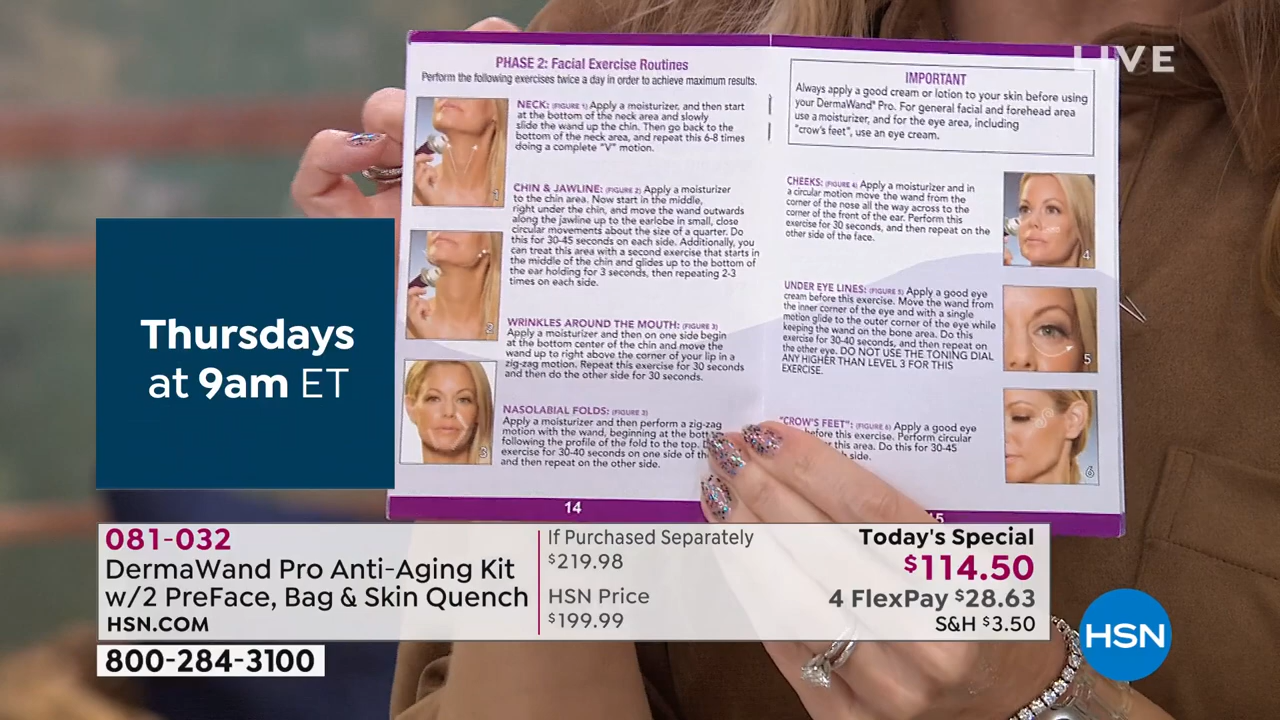 LIVE
PHASE 2: Facial Exercise Routines
Perform the following exercises twice a day in order to achieve maximum results.
NECK: (FIGURE 1) Apply a moisturizer, and then start
at the bottom of the neck area and slowly
slide the wand up the chin. Then go back to the
bottom of the neck area, and repeat this 6-8 times
doing a complete "V" motion.
1
CHIN & JAWLINE: (FIGURE 2) Apply a moisturizer
to the chin area. Now start in the middle,
right under the chin, and move the wand outwards
along the jawline up to the earlobe in small, close
circular movements about the size of a quarter. Do
this for 30-45 seconds on each side. Additionally, you
can treat this area with a second exercise that starts in
the middle of the chin and glides up to the bottom of
the ear holding for 3 seconds, then repeating 2-3
times on each side.
2
WRINKLES AROUND THE MOUTH: (FIGURE 3)
Apply a moisturizer and then on one side begin
at the bottom center of the chin and move the
wand up to right above the corner of your lip in a
zig-zag motion. Repeat this exercise for 30 seconds
and then do the other side for 30 seconds.
3
NASOLABIAL FOLDS: (FIGURE 3)
Apply a moisturizer and then perform a zig-zag
motion with the wand, beginning at the bott
following the profile of the fold to the top. D
exercise for 30-40 seconds on one side of th
and then repeat on the other side.
14
IMPORTANT
Always apply a good cream or lotion to your skin before using
your DermaWand® Pro. For general facial and forehead area
use a moisturizer, and for the eye area, including
"crow's feet", use an eye cream.
CHEEKS: (FIGURE 4) Apply a moisturizer and in
a circular motion move the wand from the
corner of the nose all the way across to the
corner of the front of the ear. Perform this
exercise for 30 seconds, and then repeat on the
other side of the face.
4
UNDER EYE LINES: (FIGURE 5) Apply a good eye
cream before this exercise. Move the wand from
the inner corner of the eye and with a single
motion glide to the outer corner of the eye while
keeping the wand on the bone area. Do this
exercise for 30-40 seconds, and then repeat on
the other eye. DO NOT USE THE TONING DIAL
ANY HIGHER THAN LEVEL 3 FOR THIS
EXERCISE.
5
"CROW'S FEET": (FIGURE 6) Apply a good eye
before this exercise. Perform circular
r this area. Do this for 30-45
h side.
6
15
Thursdays
at 9am ET
081-032
DermaWand Pro Anti-Aging Kit
w/2 PreFace, Bag & Skin Quench
HSN.COM
If Purchased Separately
$219.98
HSN Price
$199.99
Today's Special
$114.50
4 FlexPay $28.63
S&H $3.50
800-284-3100
HSN